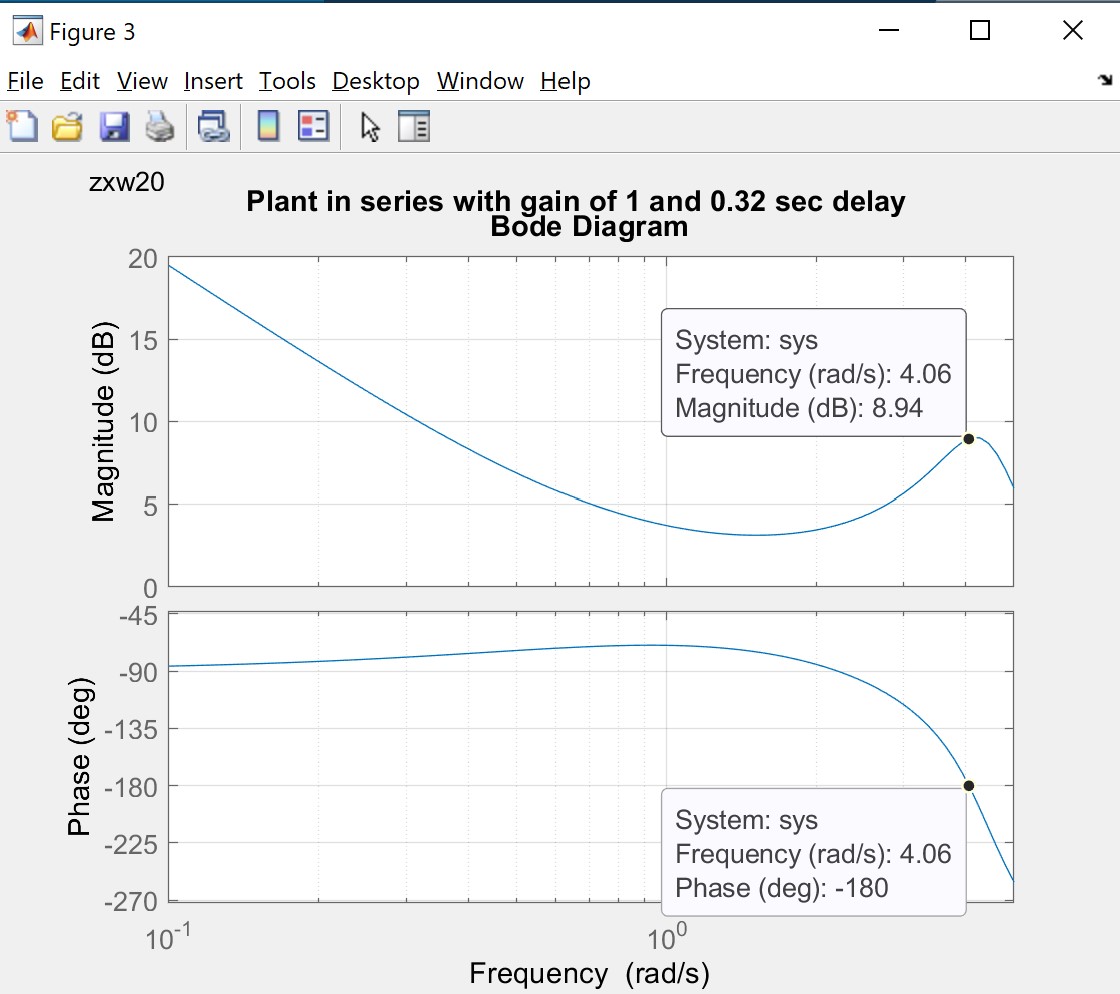 Figure 3
File Edit View Insert Tools Desktop Window Help
zxw20
Plant in series with gain of 1 and 0.32 sec delay
Bode Diagram
20
15
10
5
0
Magnitude (dB)
System: sys
Frequency (rad/s): 4.06
Magnitude (dB): 8.94
-45
-90
-135
-180
-225
-270
Phase (deg)
System: sys
Frequency (rad/s): 4.06
Phase (deg): -180
10^-1 10^0
Frequency (rad/s)